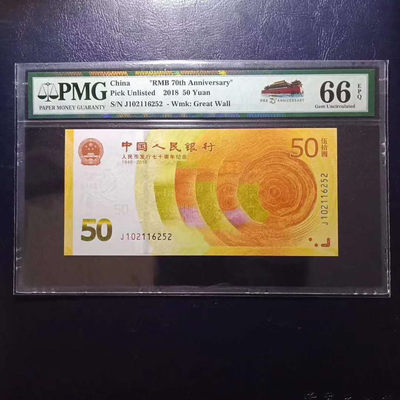 PMG
PAPER MONEY GUARANTY
China "RMB 70th Anniversary"
Pick Unlisted 2018 50 Yuan
S/N J102116252 - Wmk: Great Wall
ANNIVERSARY
66 EPQ
Gem Uncirculated
中国人民银行
人民币发行七十周年纪念
1948-2018
50 伍拾圆
J102116252
50 J102116252